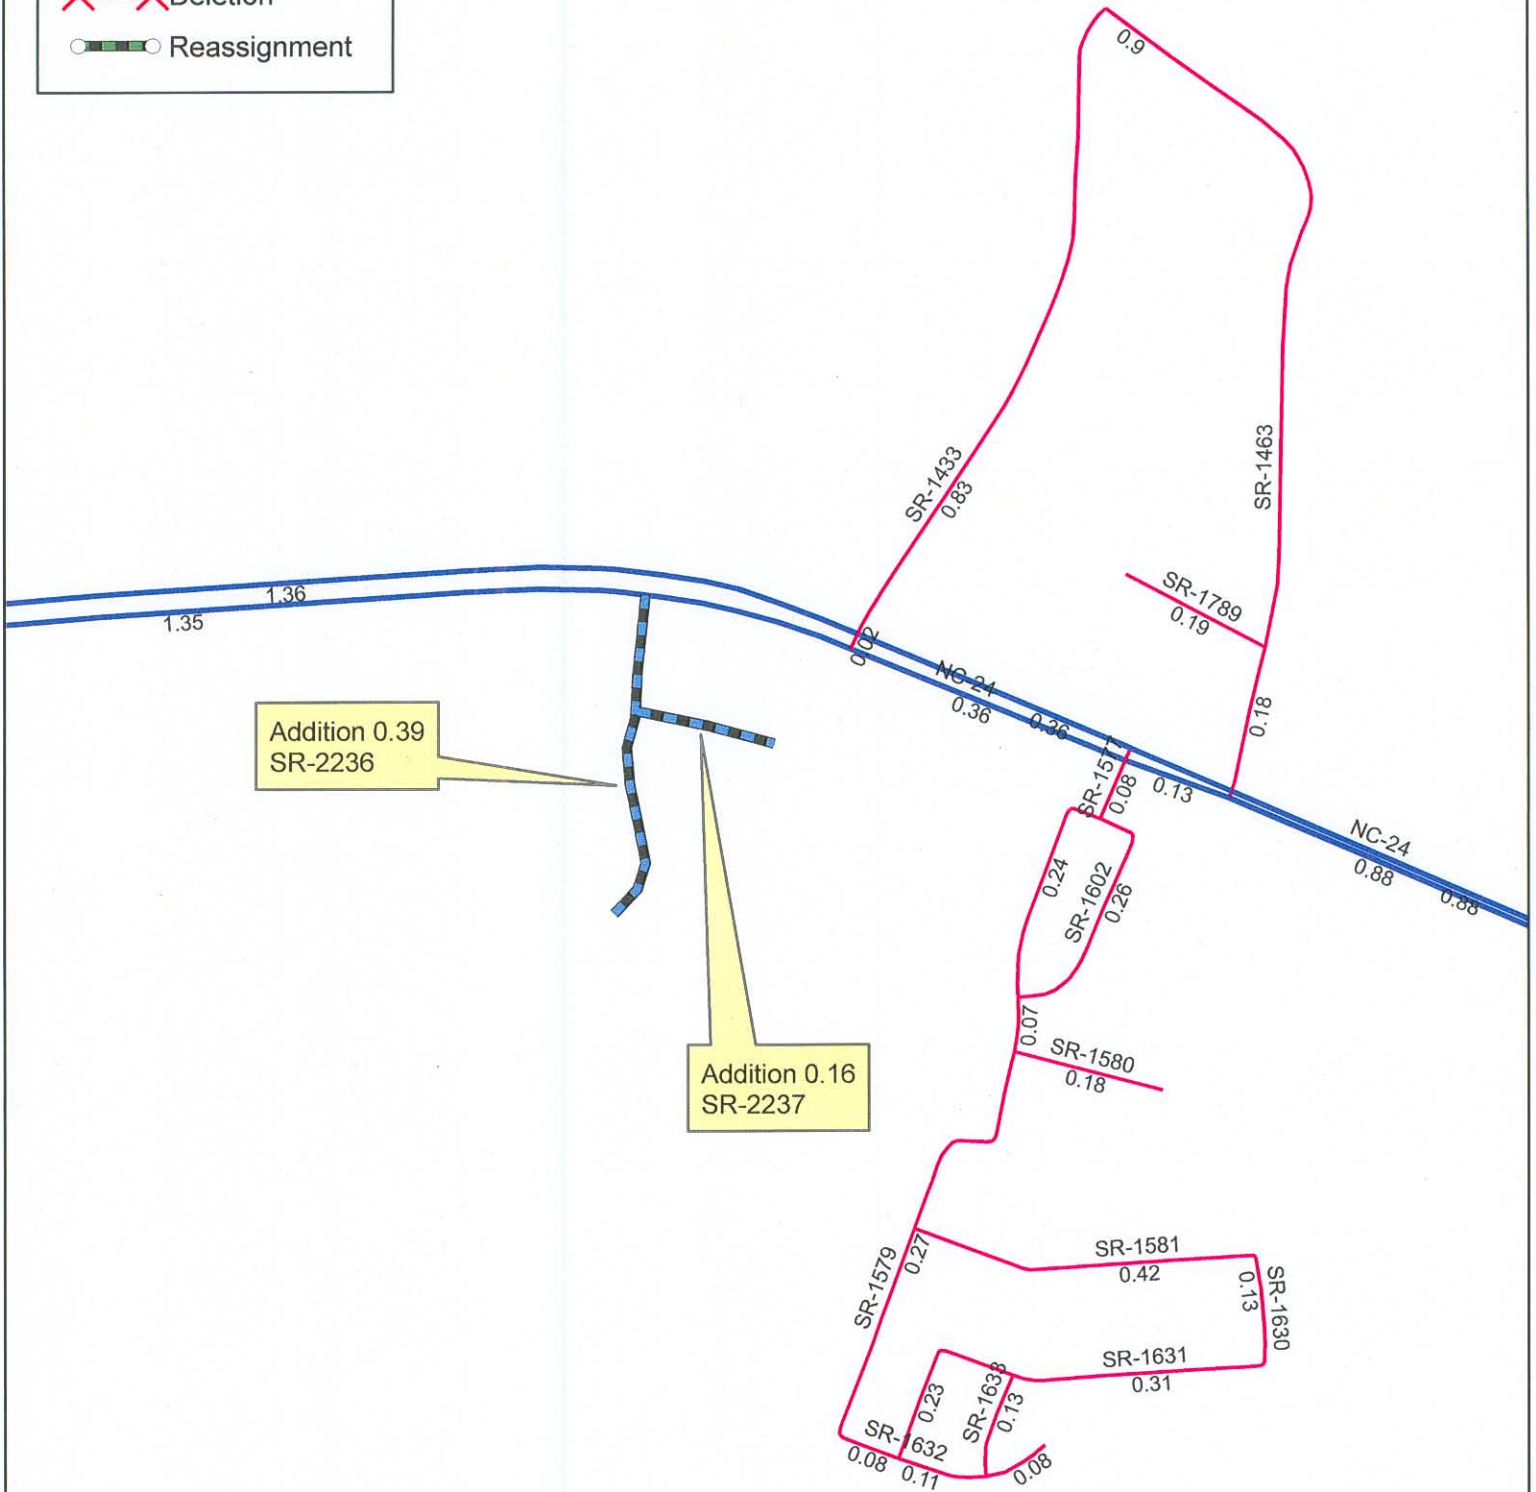 Deletion
Reassignment
0.9
SR-1433
0.83
SR-1463
SR-1789
0.19
1.36
1.35
0.02
NC-24
0.36
0.36
0.18
Addition 0.39
SR-2236
SR-1577
0.08
0.13
NC-24
0.88
0.88
0.24
SR-1602
0.26
0.07
SR-1580
0.18
Addition 0.16
SR-2237
SR-1579
0.27
SR-1581
0.42
0.13
SR-1630
SR-1631
0.31
0.23
SR-1633
0.13
SR-1632
0.08
0.11
0.08